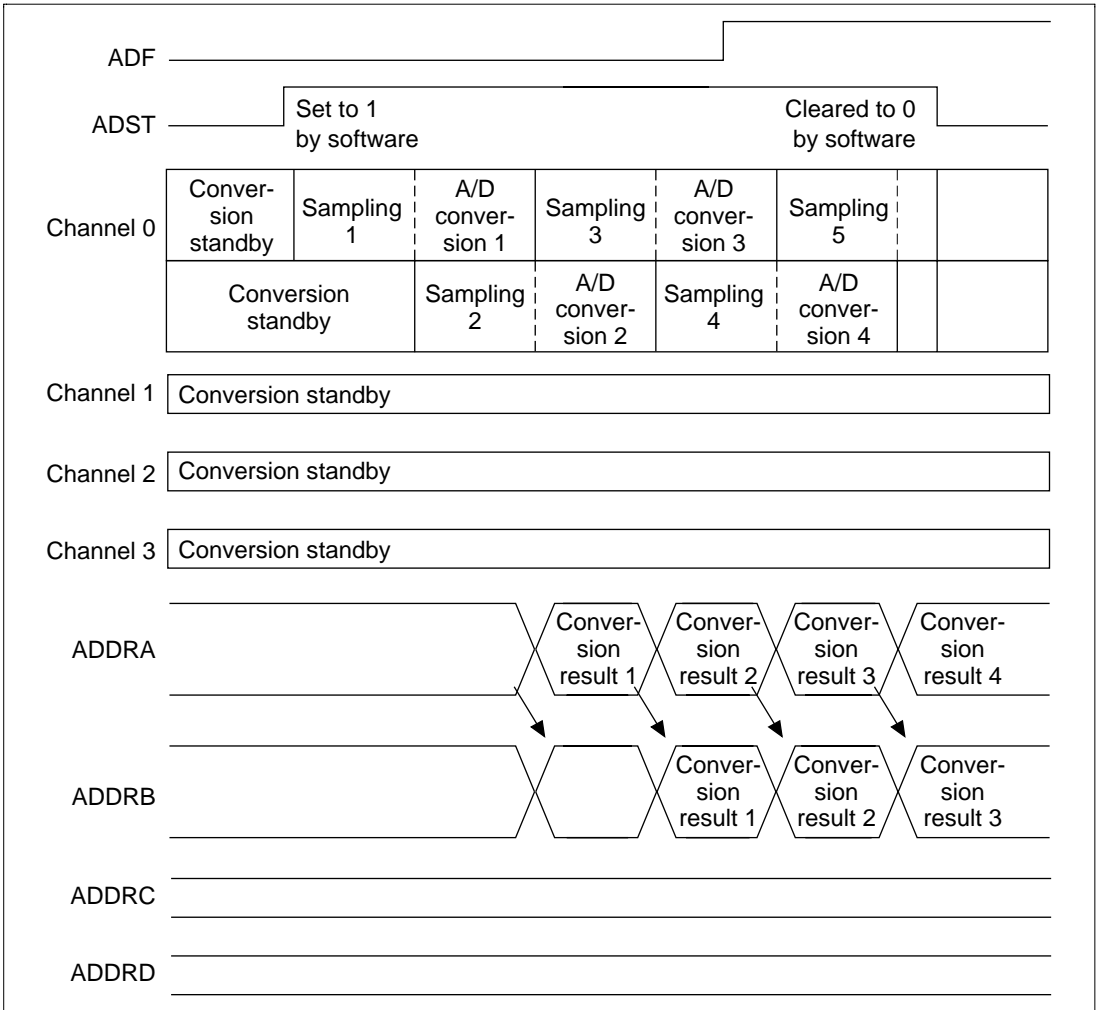 ADF
ADST
Set to 1
by software
Cleared to 0
by software
Channel 0
Conver-
sion
standby
Sampling
1
A/D
conver-
sion 1
Sampling
3
A/D
conver-
sion 3
Sampling
5
Conversion
standby
Sampling
2
A/D
conver-
sion 2
Sampling
4
A/D
conver-
sion 4
Channel 1
Conversion standby
Channel 2
Conversion standby
Channel 3
Conversion standby
ADDRA
Conver-
sion
result 1
Conver-
sion
result 2
Conver-
sion
result 3
Conver-
sion
result 4
ADDRB
Conver-
sion
result 1
Conver-
sion
result 2
Conver-
sion
result 3
ADDRC
ADDRD